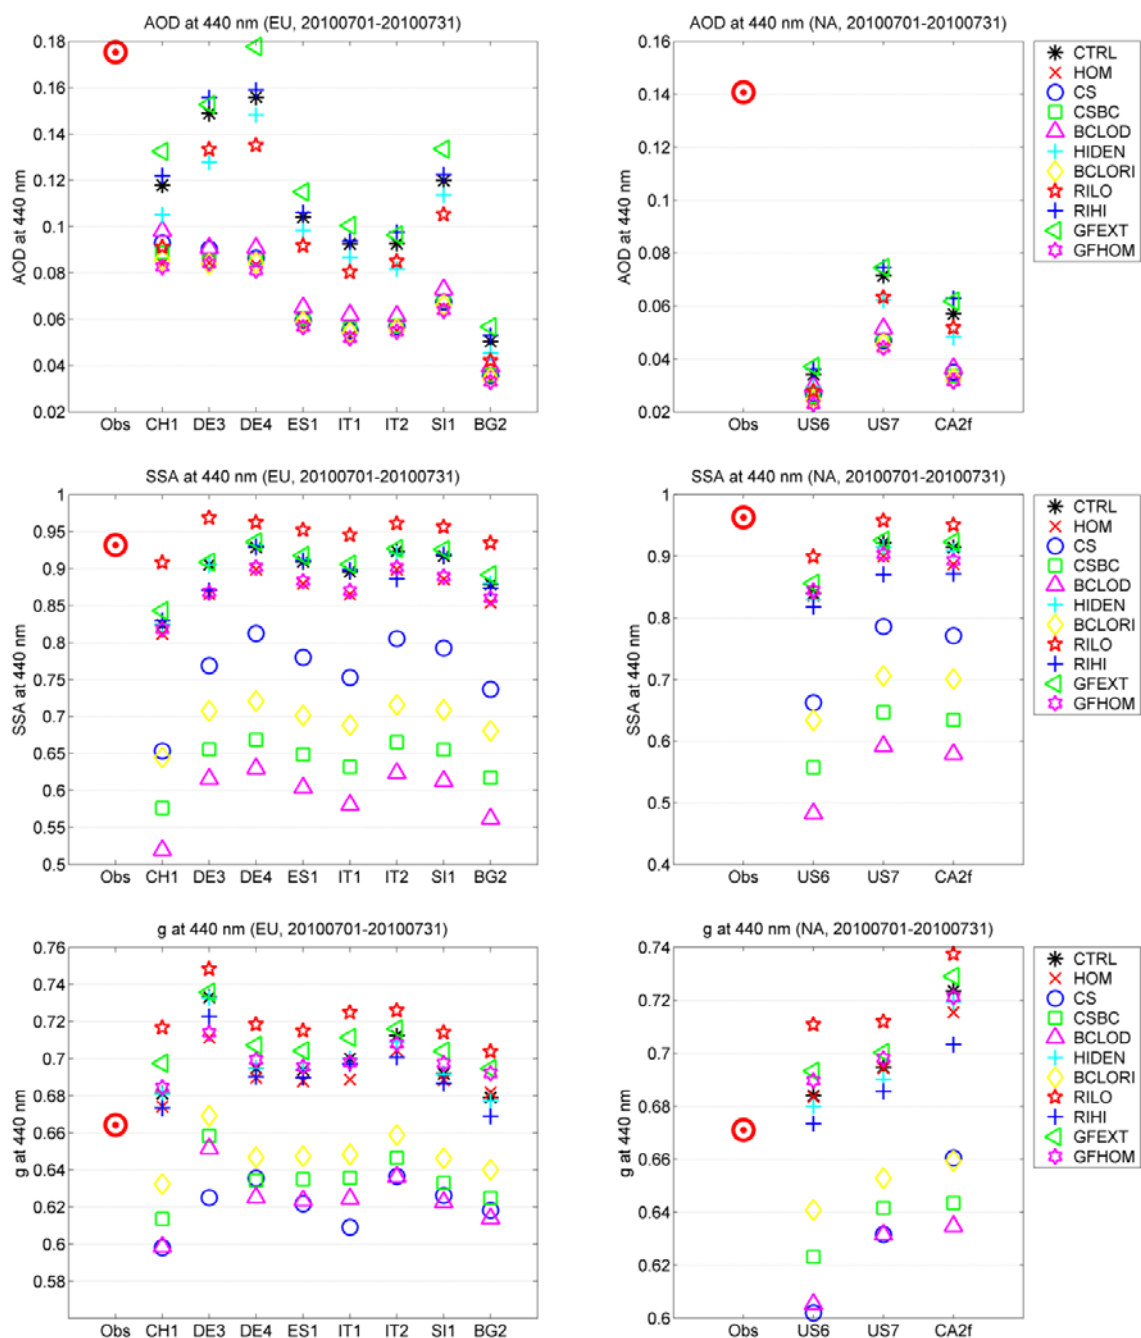 AOD at 440 nm (EU, 20100701-20100731)
AOD at 440 nm
0.18
0.16
0.14
0.12
0.1
0.08
0.06
0.04
0.02
Obs CH1 DE3 DE4 ES1 IT1 IT2 SI1 BG2
AOD at 440 nm (NA, 20100701-20100731)
AOD at 440 nm
0.16
0.14
0.12
0.1
0.08
0.06
0.04
0.02
Obs US6 US7 CA2f
CTRL
HOM
CS
CSBC
BCLOD
HIDEN
BCLORI
RILO
RIHI
GFEXT
GFHOM
SSA at 440 nm (EU, 20100701-20100731)
SSA at 440 nm
1
0.95
0.9
0.85
0.8
0.75
0.7
0.65
0.6
0.55
0.5
Obs CH1 DE3 DE4 ES1 IT1 IT2 SI1 BG2
SSA at 440 nm (NA, 20100701-20100731)
SSA at 440 nm
1
0.9
0.8
0.7
0.6
0.5
0.4
Obs US6 US7 CA2f
CTRL
HOM
CS
CSBC
BCLOD
HIDEN
BCLORI
RILO
RIHI
GFEXT
GFHOM
g at 440 nm (EU, 20100701-20100731)
g at 440 nm
0.76
0.74
0.72
0.7
0.68
0.66
0.64
0.62
0.6
0.58
Obs CH1 DE3 DE4 ES1 IT1 IT2 SI1 BG2
g at 440 nm (NA, 20100701-20100731)
g at 440 nm
0.74
0.72
0.7
0.68
0.66
0.64
0.62
0.6
Obs US6 US7 CA2f
CTRL
HOM
CS
CSBC
BCLOD
HIDEN
BCLORI
RILO
RIHI
GFEXT
GFHOM